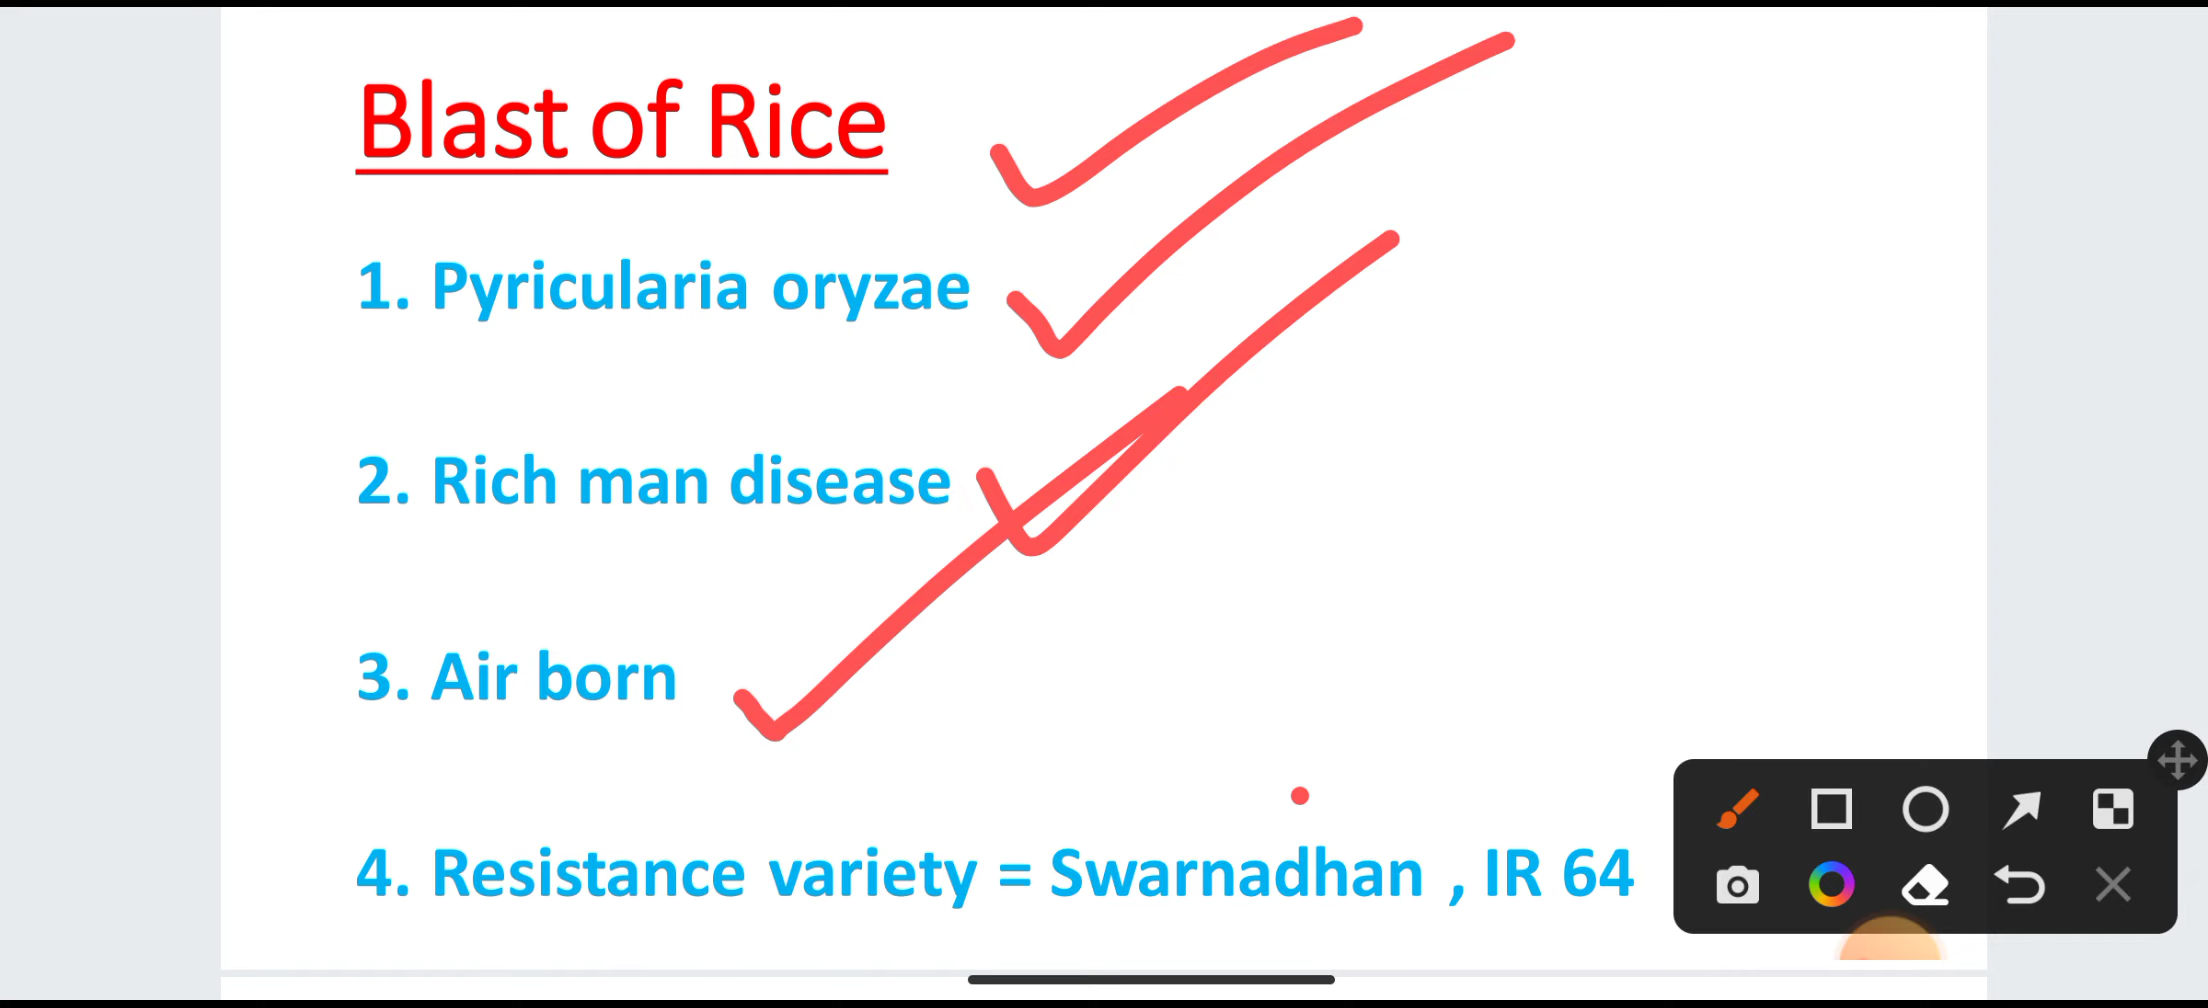 Blast of Rice
1. Pyricularia oryzae
2. Rich man disease
3. Air born
4. Resistance variety = Swarnadhan , IR 64